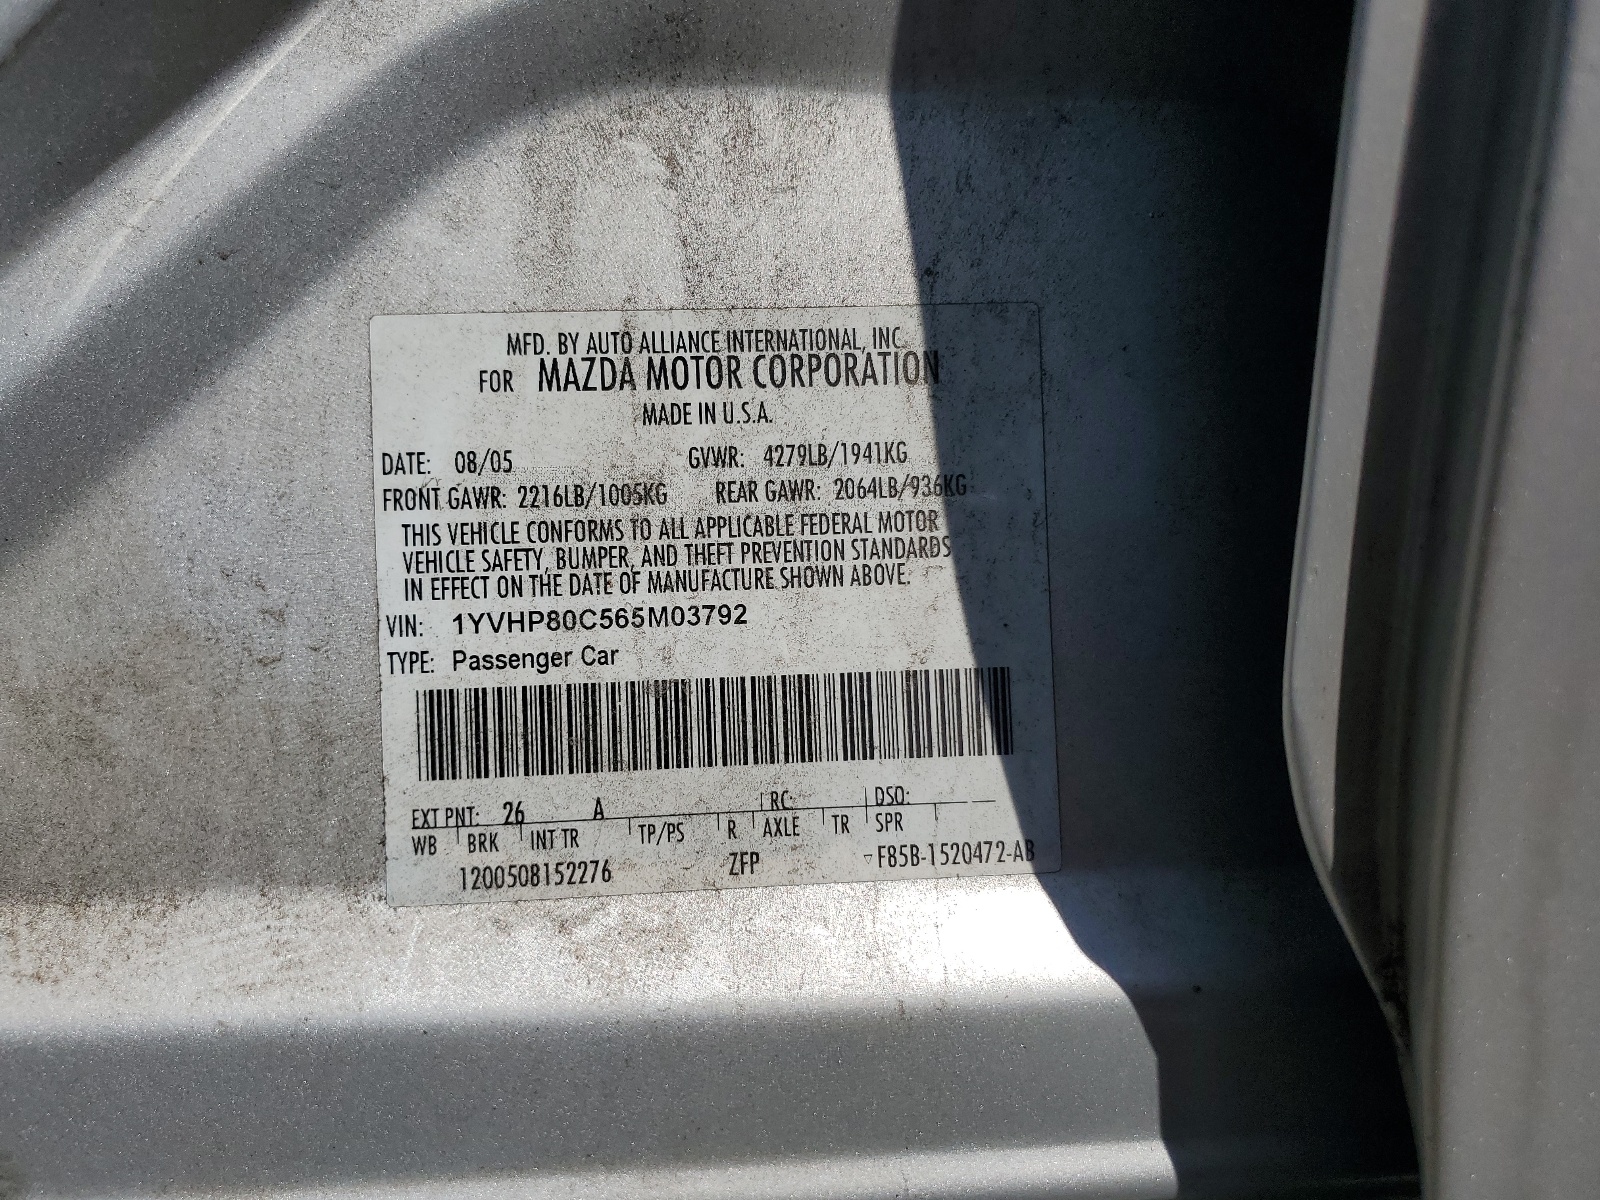 MFD. BY AUTO ALLIANCE INTERNATIONAL, INC.
FOR MAZDA MOTOR CORPORATION
MADE IN U.S.A.
DATE: 08/05 GVWR: 4279LB/1941KG
FRONT GAWR: 2216LB/1005KG REAR GAWR: 2064LB/936KG
THIS VEHICLE CONFORMS TO ALL APPLICABLE FEDERAL MOTOR
VEHICLE SAFETY, BUMPER, AND THEFT PREVENTION STANDARDS
IN EFFECT ON THE DATE OF MANUFACTURE SHOWN ABOVE.
VIN: 1YVHP80C565M03792
TYPE: Passenger Car
EXT PNT: 26 A RC: DSO:
WB BRK INT TR TP/PS R AXLE TR SPR
1200508152276 ZFP F85B-1520472-AB